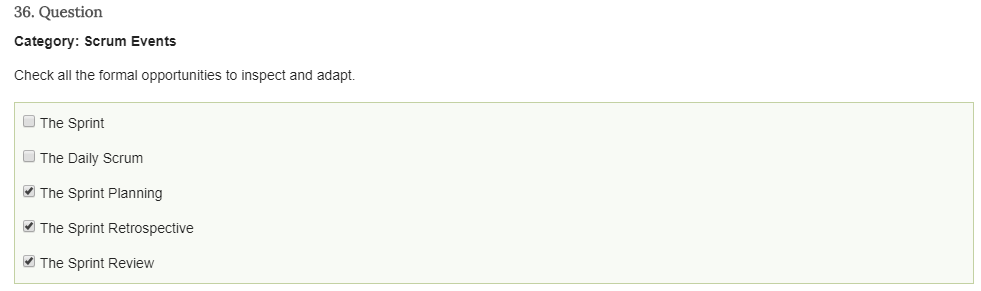 36. Question
Category: Scrum Events
Check all the formal opportunities to inspect and adapt.
The Sprint
The Daily Scrum
The Sprint Planning
The Sprint Retrospective
The Sprint Review